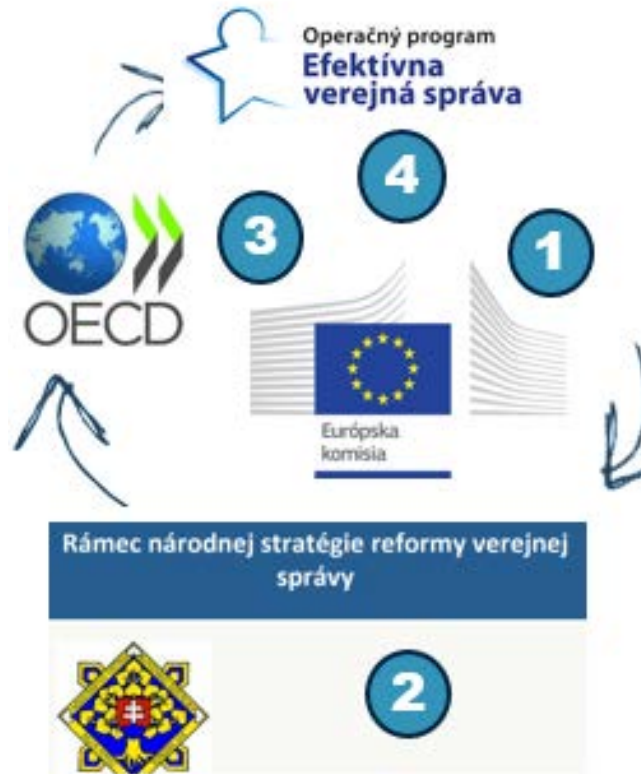 Operačný program
Efektívna
verejná správa
4
3
1
OECD
Európska
komisia
Rámec národnej stratégie reformy verejnej
správy
2